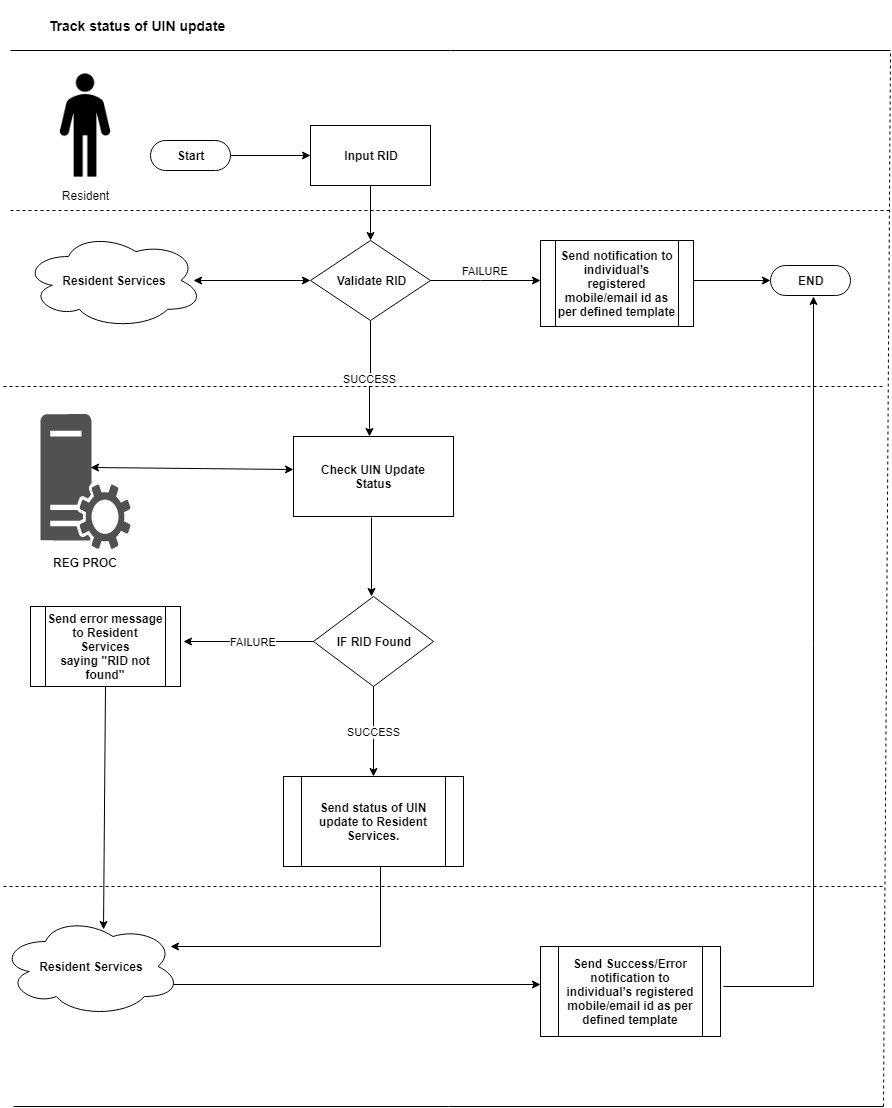 Track status of UIN update
Start
Input RID
Resident
Resident Services
Validate RID
FAILURE
Send notification to
individual's
registered
mobile/email id as
per defined template
END
SUCCESS
Check UIN Update
Status
REG PROC
Send error message
to Resident
Services
saying "RID not
found"
FAILURE
IF RID Found
SUCCESS
Send status of UIN
update to Resident
Services.
Resident Services
Send Success/Error
notification to
individual's registered
mobile/email id as per
defined template